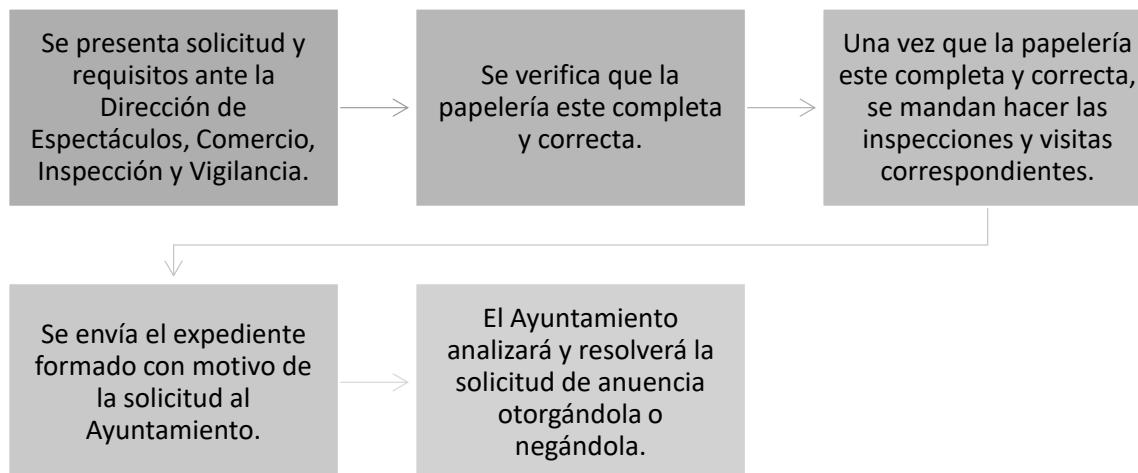 Se presenta solicitud y
requisitos ante la
Dirección de
Espectáculos, Comercio,
Inspección y Vigilancia.
Se verifica que la
papelería este completa
y correcta.
Una vez que la papelería
este completa y correcta,
se mandan hacer las
inspecciones y visitas
correspondientes.
Se envía el expediente
formado con motivo de
la solicitud al
Ayuntamiento.
El Ayuntamiento
analizará y resolverá la
solicitud de anuencia
otorgándola o
negándola.